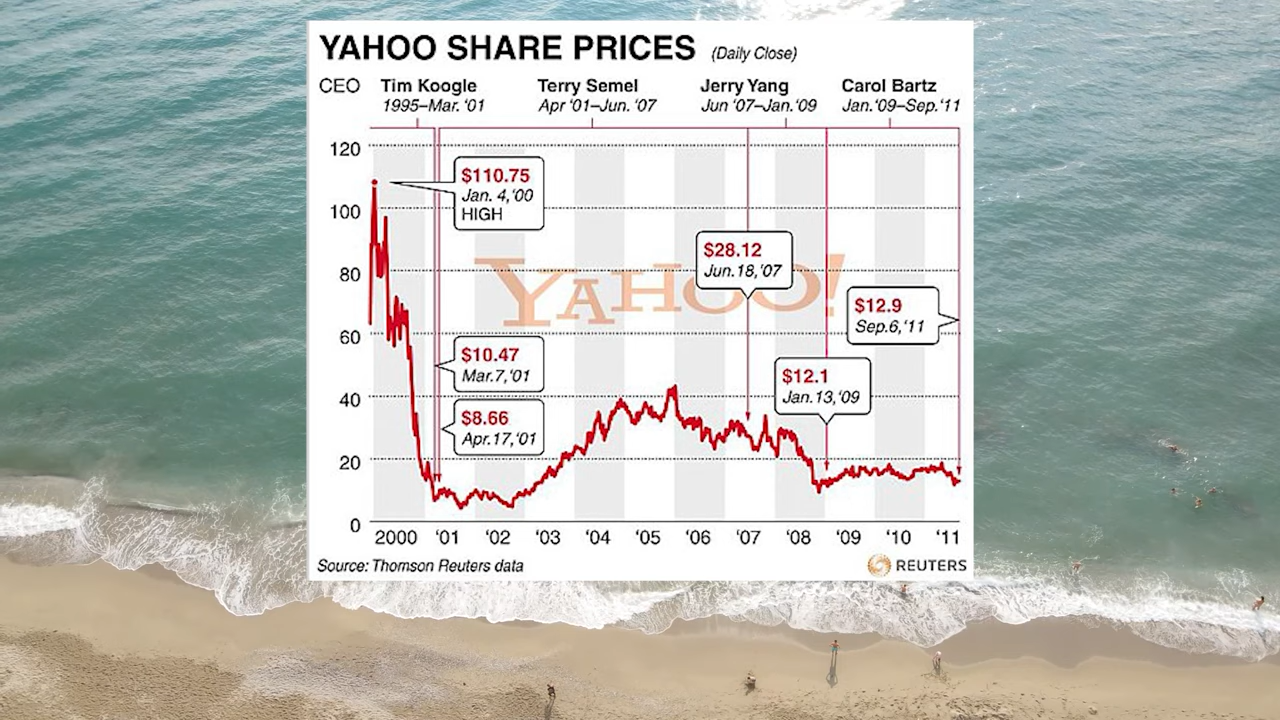 YAHOO SHARE PRICES (Daily Close)
CEO Tim Koogle Terry Semel Jerry Yang Carol Bartz
1995–Mar. ‘01 Apr ‘01–Jun. ‘07 Jun ‘07–Jan.‘09 Jan.‘09–Sep.‘11
120
$110.75
Jan. 4,‘00
HIGH
100
$28.12
Jun.18,‘07
80
YAHOO!
$12.9
Sep.6,‘11
60
$10.47
Mar.7,‘01
$12.1
Jan.13,‘09
40
$8.66
Apr.17,‘01
20
0
2000 ‘01 ‘02 ‘03 ‘04 ‘05 ‘06 ‘07 ‘08 ‘09 ‘10 ‘11
Source: Thomson Reuters data
REUTERS